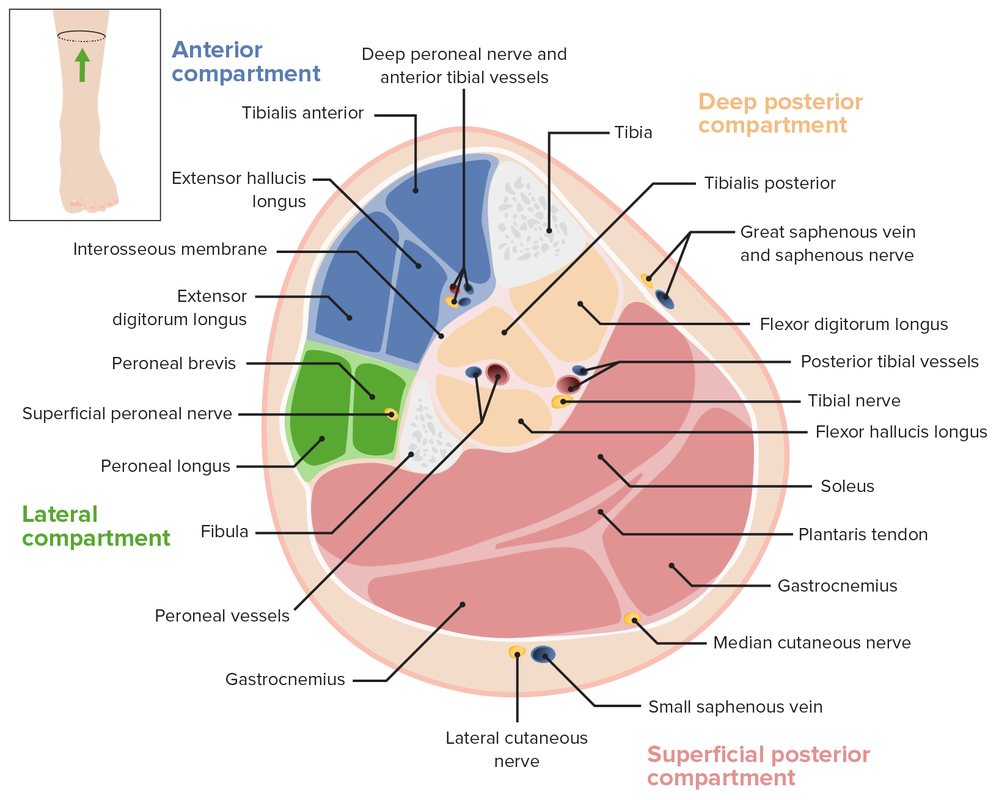 Anterior
compartment
Deep peroneal nerve and
anterior tibial vessels
Deep posterior
compartment
Tibialis anterior
Tibia
Extensor hallucis
longus
Tibialis posterior
Interosseous membrane
Great saphenous vein
and saphenous nerve
Extensor
digitorum longus
Flexor digitorum longus
Peroneal brevis
Posterior tibial vessels
Superficial peroneal nerve
Tibial nerve
Flexor hallucis longus
Peroneal longus
Soleus
Lateral
compartment
Fibula
Plantaris tendon
Gastrocnemius
Peroneal vessels
Median cutaneous nerve
Gastrocnemius
Small saphenous vein
Lateral cutaneous
nerve
Superficial posterior
compartment